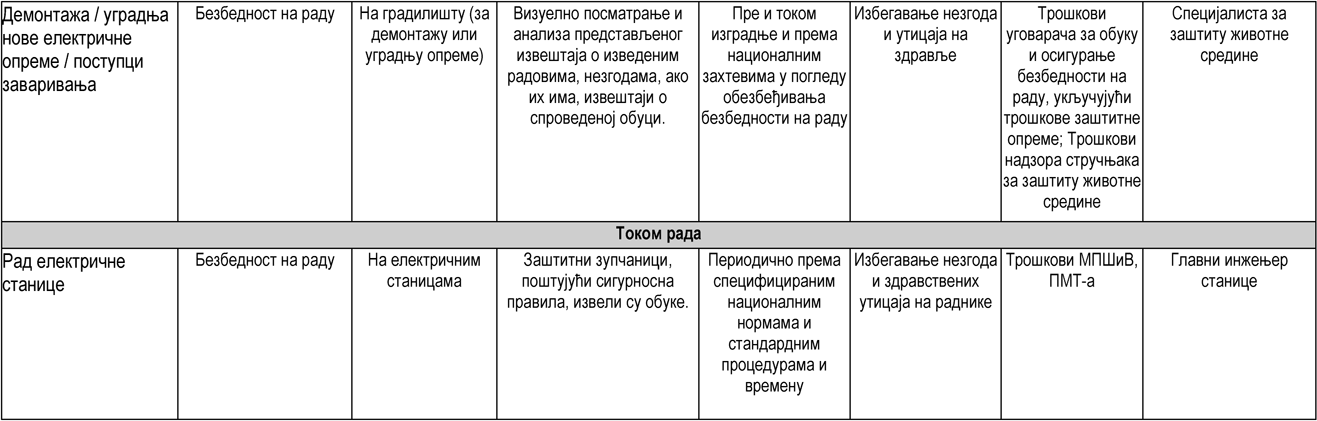 Демонтажа / уградња
нове електричне
опреме / поступци
заваривања
Безбедност на раду
На градилишту (за
демонтажу или
уградњу опреме)
Визуелно посматрање и
анализа представљеног
извештаја о изведеним
радовима, незгодама, ако
их има, извештаји о
спроведеној обуци.
Пре и током
изградње и према
националним
захтевима у погледу
обезбеђивања
безбедности на раду
Избегавање незгода
и утицаја на
здравље
Трошкови
уговарача за обуку
и осигурање
безбедности на
раду, укључујући
трошкове заштитне
опреме; Трошкови
надзора стручњака
за заштиту животне
средине
Специјалиста за
заштиту животне
средине
Током рада
Рад електричне
станице
Безбедност на раду
На електричним
станицама
Заштитни зупчаници,
поштујући сигурносна
правила, извели су обуке.
Периодично према
специфицираним
националним
нормама и
стандардним
процедурама и
времену
Избегавање незгода
и здравствених
утицаја на раднике
Трошкови МПШиВ,
ПМТ-а
Главни инжењер
станице